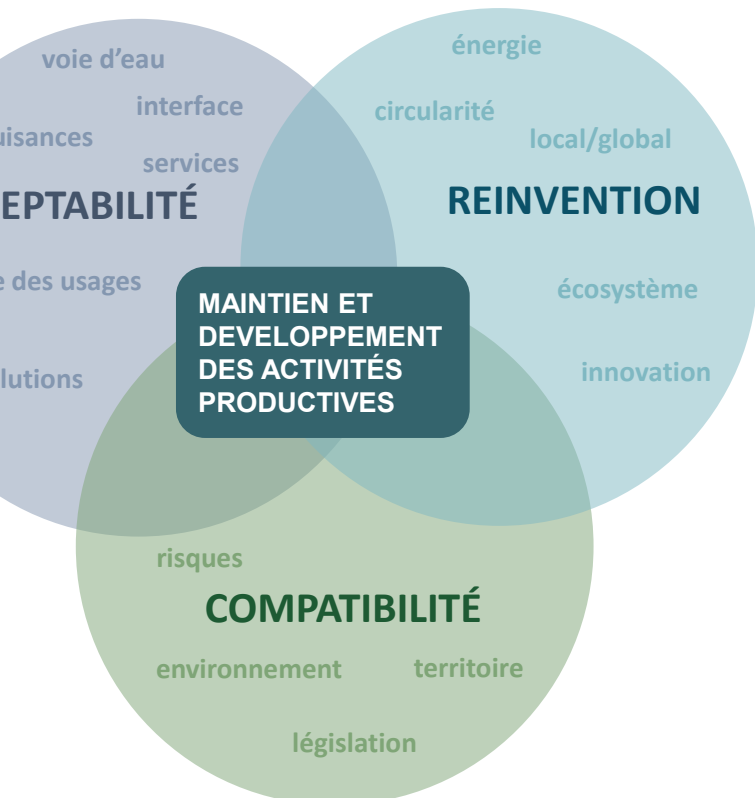 voie d'eau
interface
uisances
services
EPTABILITÉ
e des usages
lutions
énergie
circularité
local/global
REINVENTION
écosystème
innovation
MAINTIEN ET
DEVELOPPEMENT
DES ACTIVITÉS
PRODUCTIVES
risques
COMPATIBILITÉ
environnement
territoire
législation